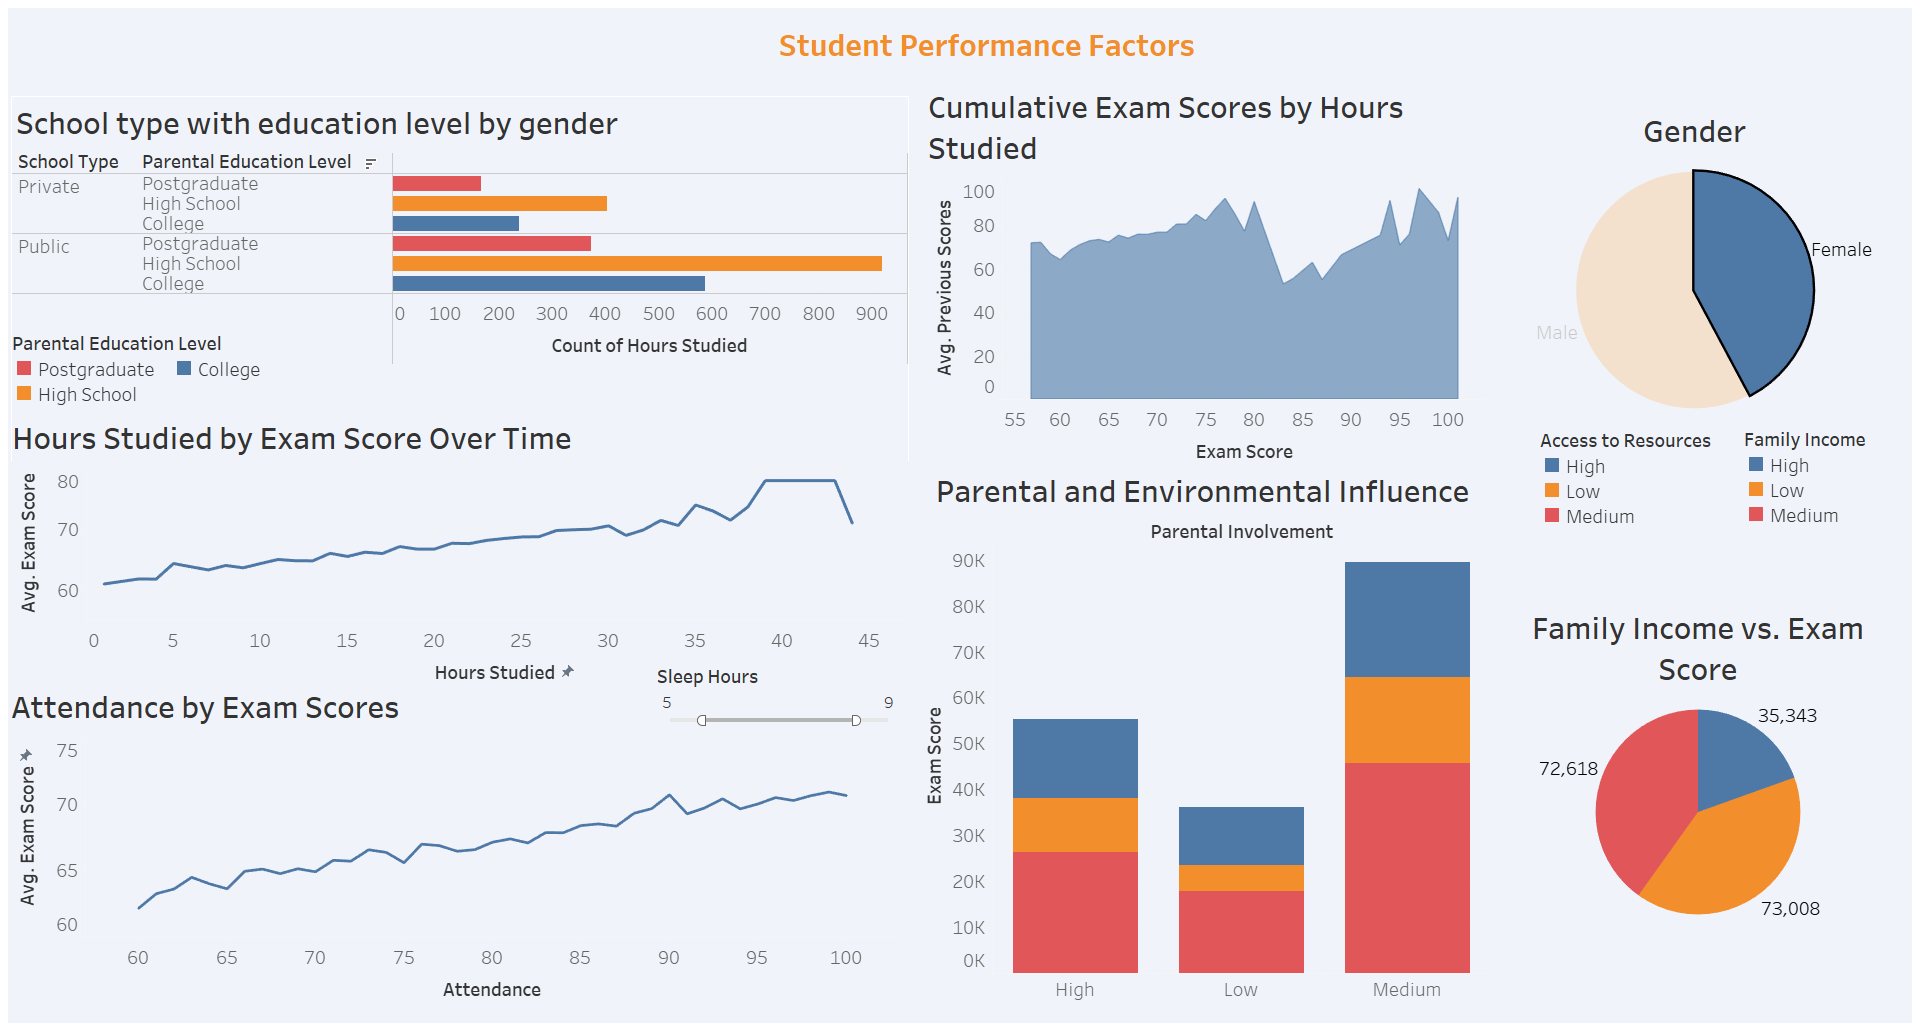 Student Performance Factors
School type with education level by gender
School Type Parental Education Level
Private Postgraduate
High School
College
Public Postgraduate
High School
College
0 100 200 300 400 500 600 700 800 900
Count of Hours Studied
Parental Education Level
Postgraduate College
High School
Hours Studied by Exam Score Over Time
Avg. Exam Score
80
70
60
0 5 10 15 20 25 30 35 40 45
Hours Studied
Sleep Hours
5 9
Attendance by Exam Scores
Avg. Exam Score
75
70
65
60
60 65 70 75 80 85 90 95 100
Attendance
Cumulative Exam Scores by Hours
Studied
Avg. Previous Scores
100
80
60
40
20
0
55 60 65 70 75 80 85 90 95 100
Exam Score
Parental and Environmental Influence
Parental Involvement
Exam Score
90K
80K
70K
60K
50K
40K
30K
20K
10K
0K
High Low Medium
Gender
Female
Male
Access to Resources
High
Low
Medium
Family Income
High
Low
Medium
Family Income vs. Exam
Score
35,343
72,618
73,008